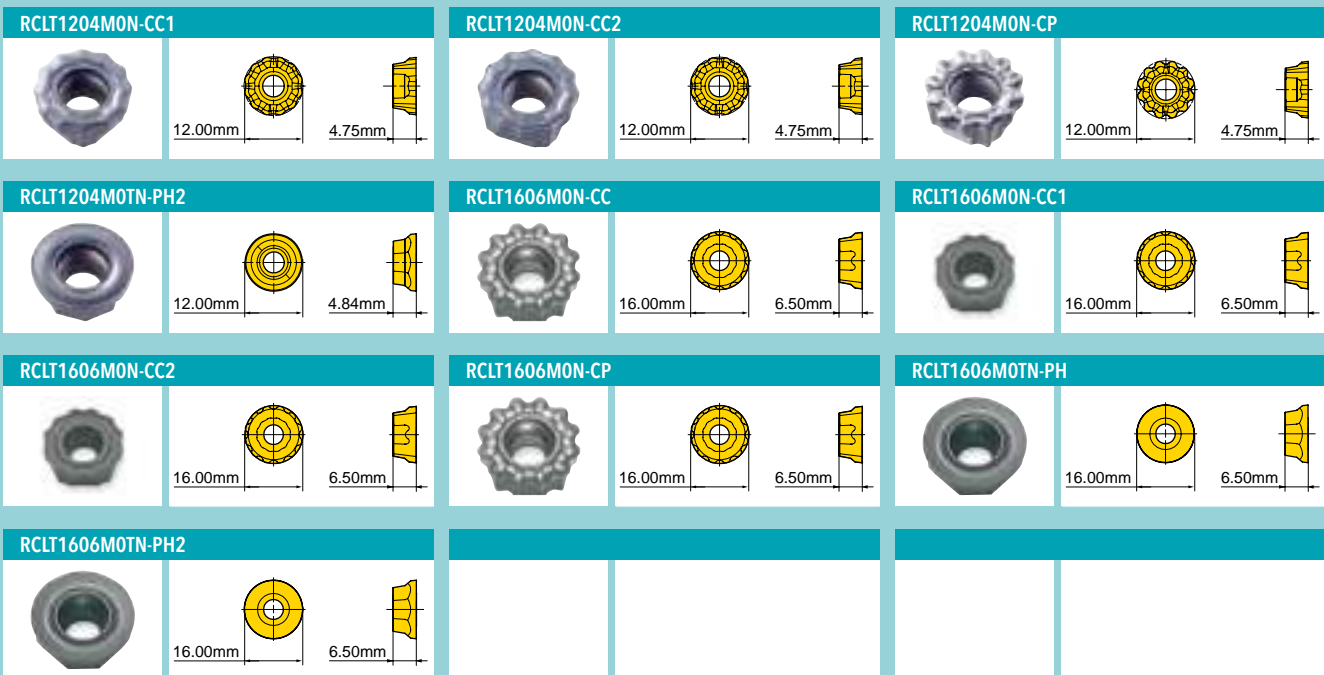 RCLT1204M0N-CC1
12.00mm
4.75mm
RCLT1204M0N-CC2
12.00mm
4.75mm
RCLT1204M0N-CP
12.00mm
4.75mm
RCLT1204M0TN-PH2
12.00mm
4.84mm
RCLT1606M0N-CC
16.00mm
6.50mm
RCLT1606M0N-CC1
16.00mm
6.50mm
RCLT1606M0N-CC2
16.00mm
6.50mm
RCLT1606M0N-CP
16.00mm
6.50mm
RCLT1606M0TN-PH
16.00mm
6.50mm
RCLT1606M0TN-PH2
16.00mm
6.50mm